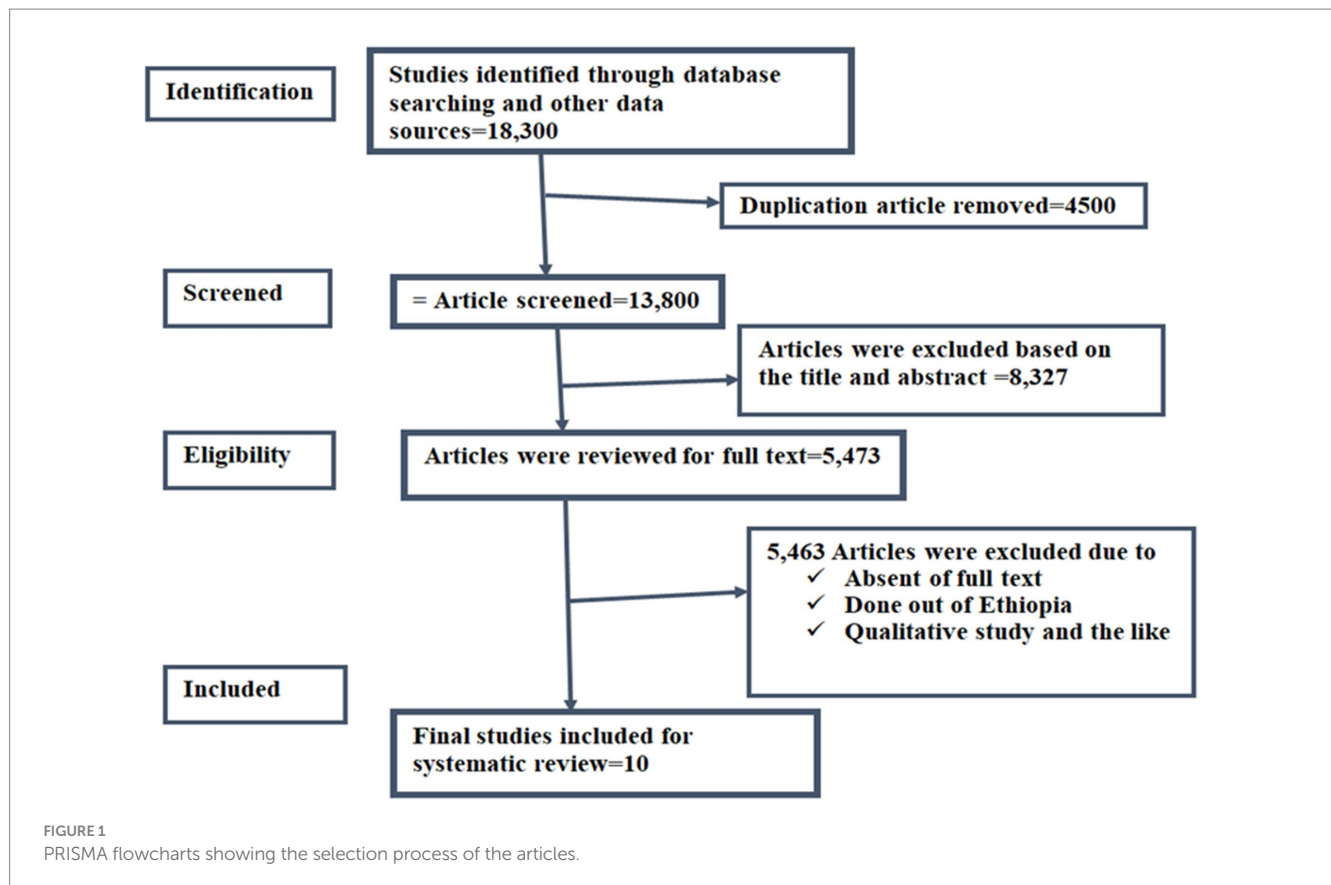 Identification
Studies identified through database
searching and other data
sources=18,300
Duplication article removed=4500
Screened
= Article screened=13,800
Articles were excluded based on
the title and abstract =8,327
Eligibility
Articles were reviewed for full text=5,473
5,463 Articles were excluded due to
✓ Absent of full text
✓ Done out of Ethiopia
✓ Qualitative study and the like
Included
Final studies included for
systematic review=10
FIGURE 1
PRISMA flowcharts showing the selection process of the articles.